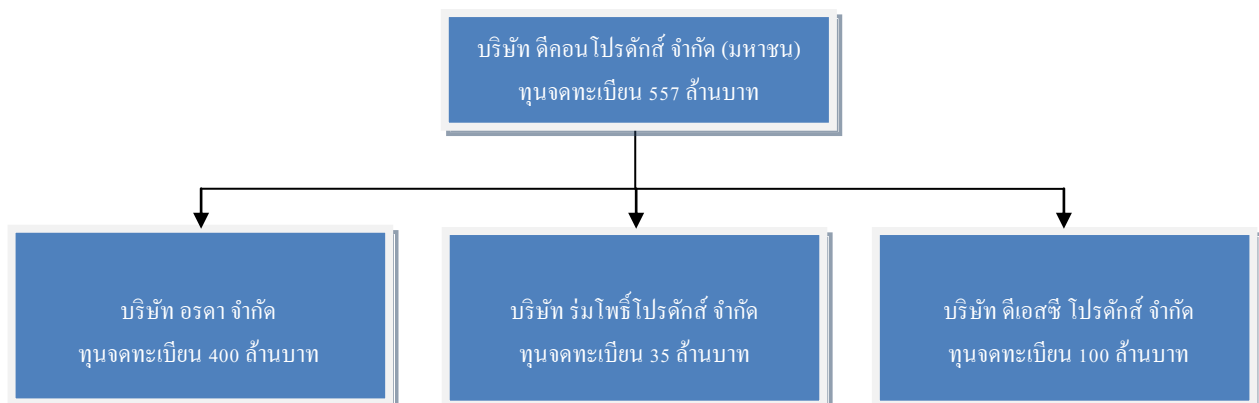 บริษัท ดีคอนโปรดักส์ จำกัด (มหาชน)
ทุนจดทะเบียน 557 ล้านบาท
บริษัท อรดา จำกัด
ทุนจดทะเบียน 400 ล้านบาท
บริษัท ร่มโพธิ์โปรดักส์ จำกัด
ทุนจดทะเบียน 35 ล้านบาท
บริษัท ดีเอสซี โปรดักส์ จำกัด
ทุนจดทะเบียน 100 ล้านบาท